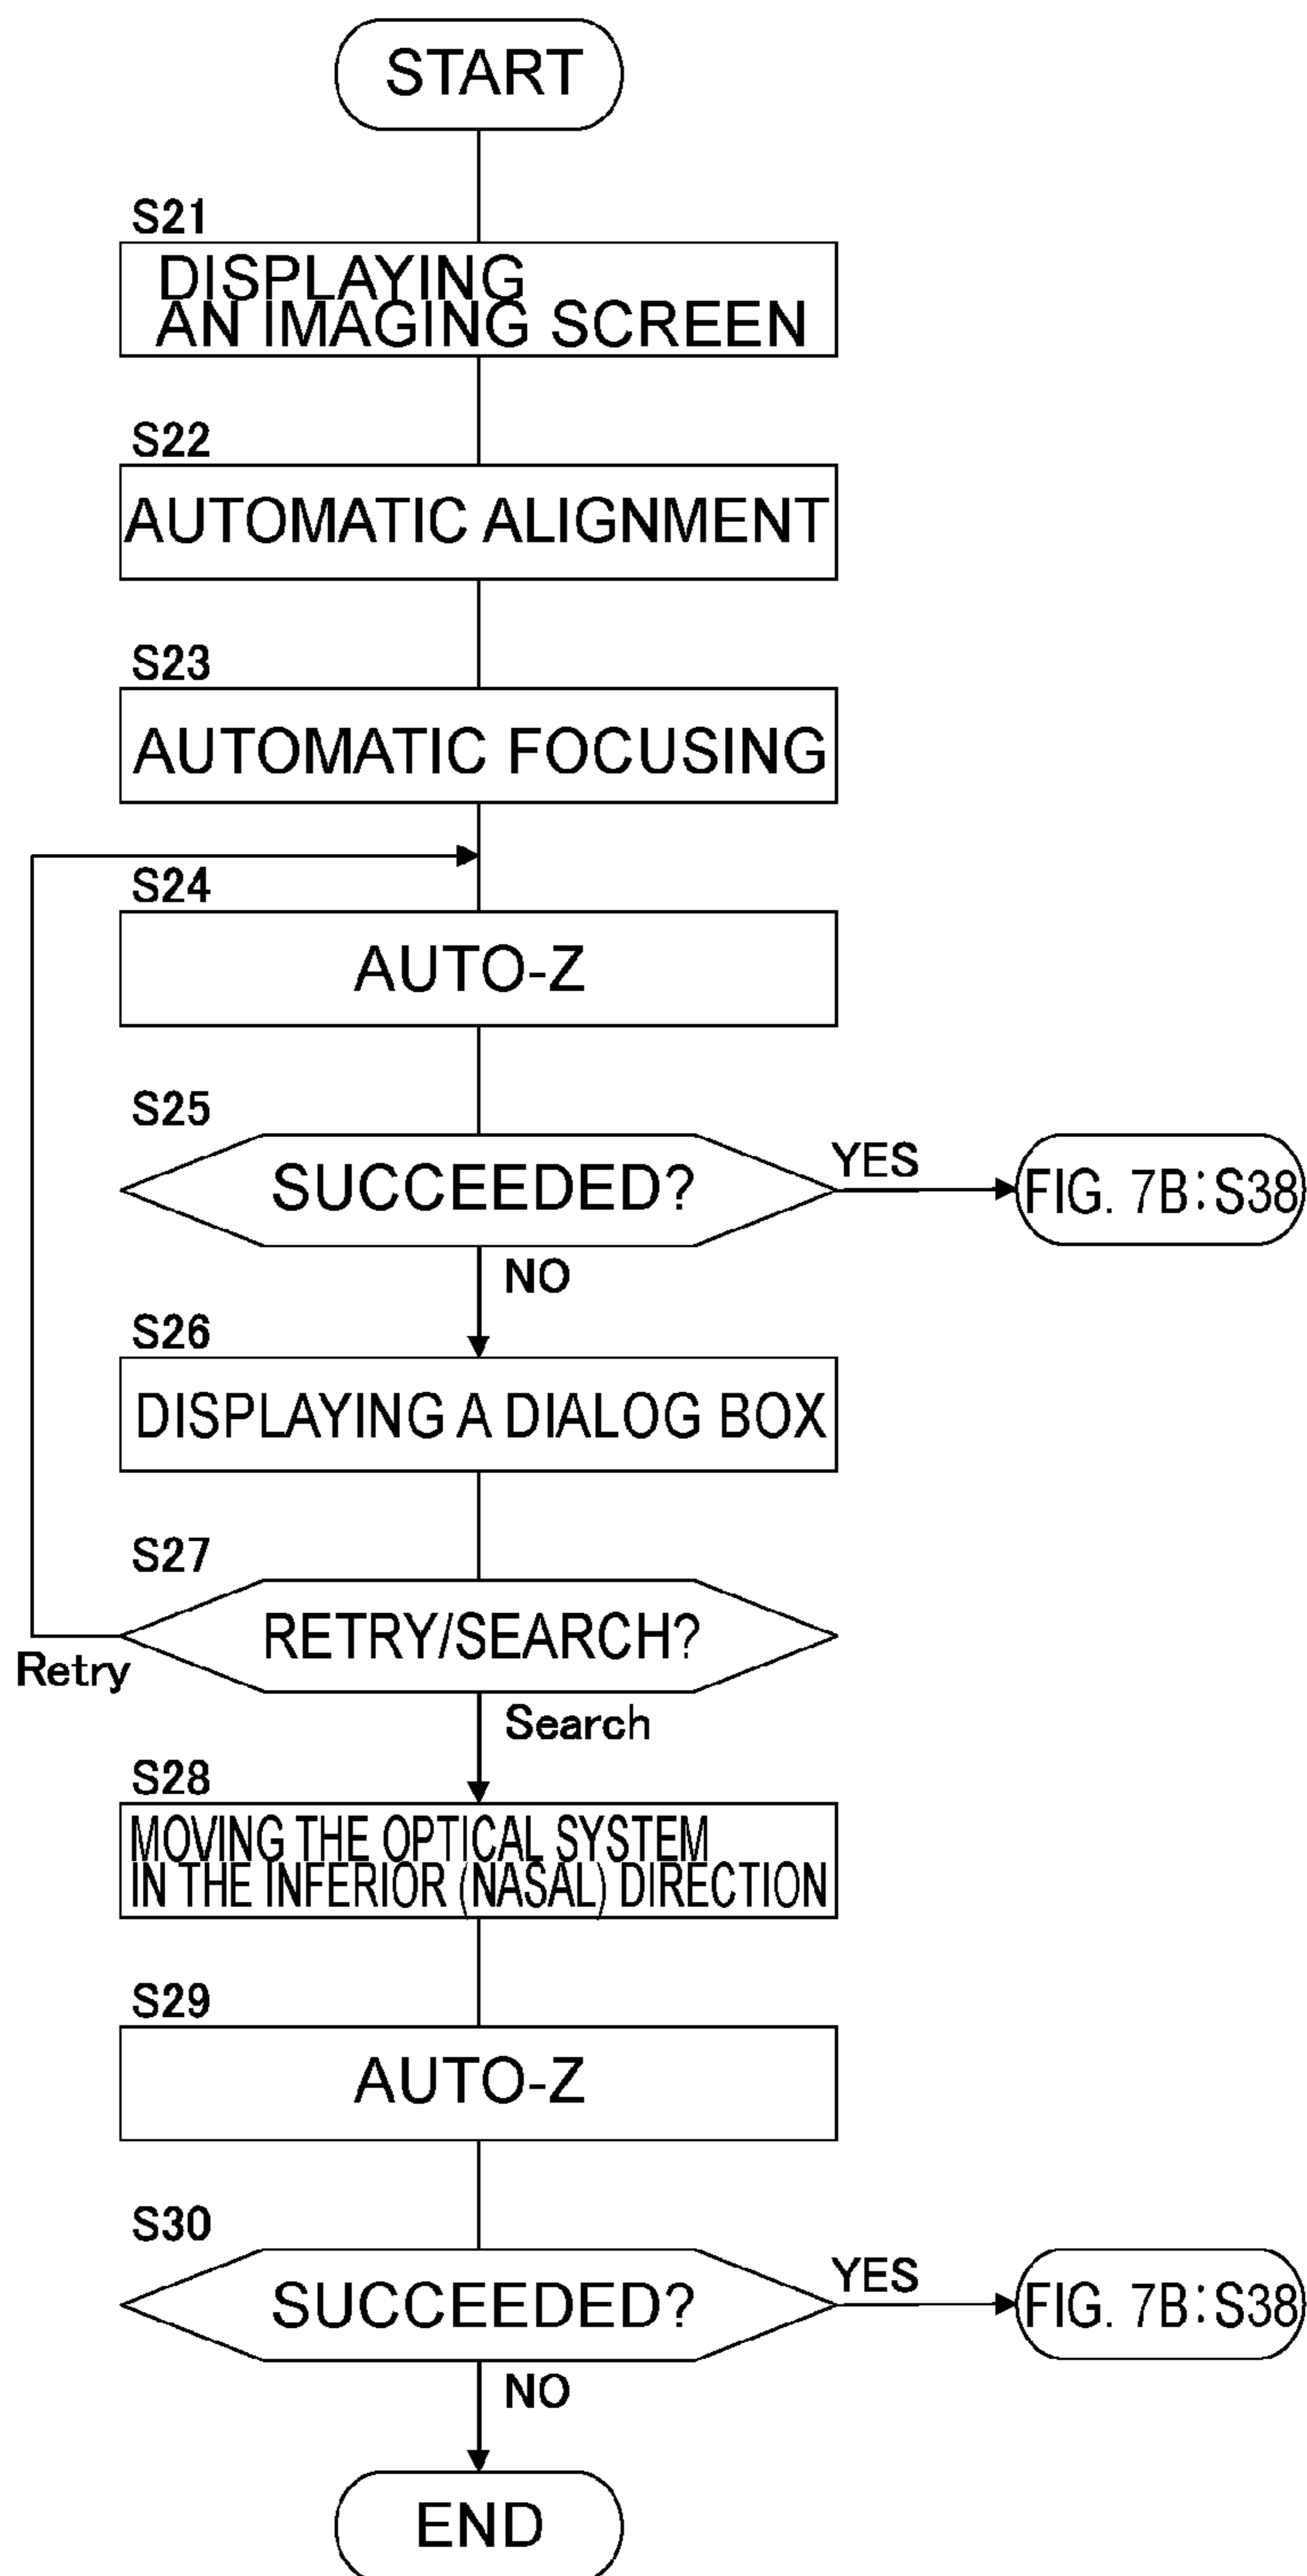 START
S21
DISPLAYING
AN IMAGING SCREEN
S22
AUTOMATIC ALIGNMENT
S23
AUTOMATIC FOCUSING
S24
AUTO-Z
S25
SUCCEEDED?
YES
FIG. 7B:S38
NO
S26
DISPLAYING A DIALOG BOX
S27
RETRY/SEARCH?
Retry
Search
S28
MOVING THE OPTICAL SYSTEM
IN THE INFERIOR (NASAL) DIRECTION
S29
AUTO-Z
S30
SUCCEEDED?
YES
FIG. 7B:S38
NO
END